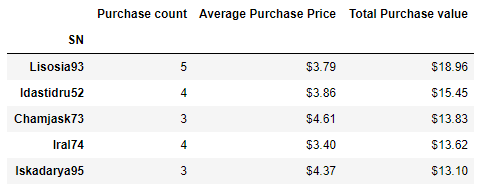 Purchase count Average Purchase Price Total Purchase value
SN
Lisosia93 5 $3.79 $18.96
Idastidru52 4 $3.86 $15.45
Chamjask73 3 $4.61 $13.83
Iral74 4 $3.40 $13.62
Iskadarya95 3 $4.37 $13.10